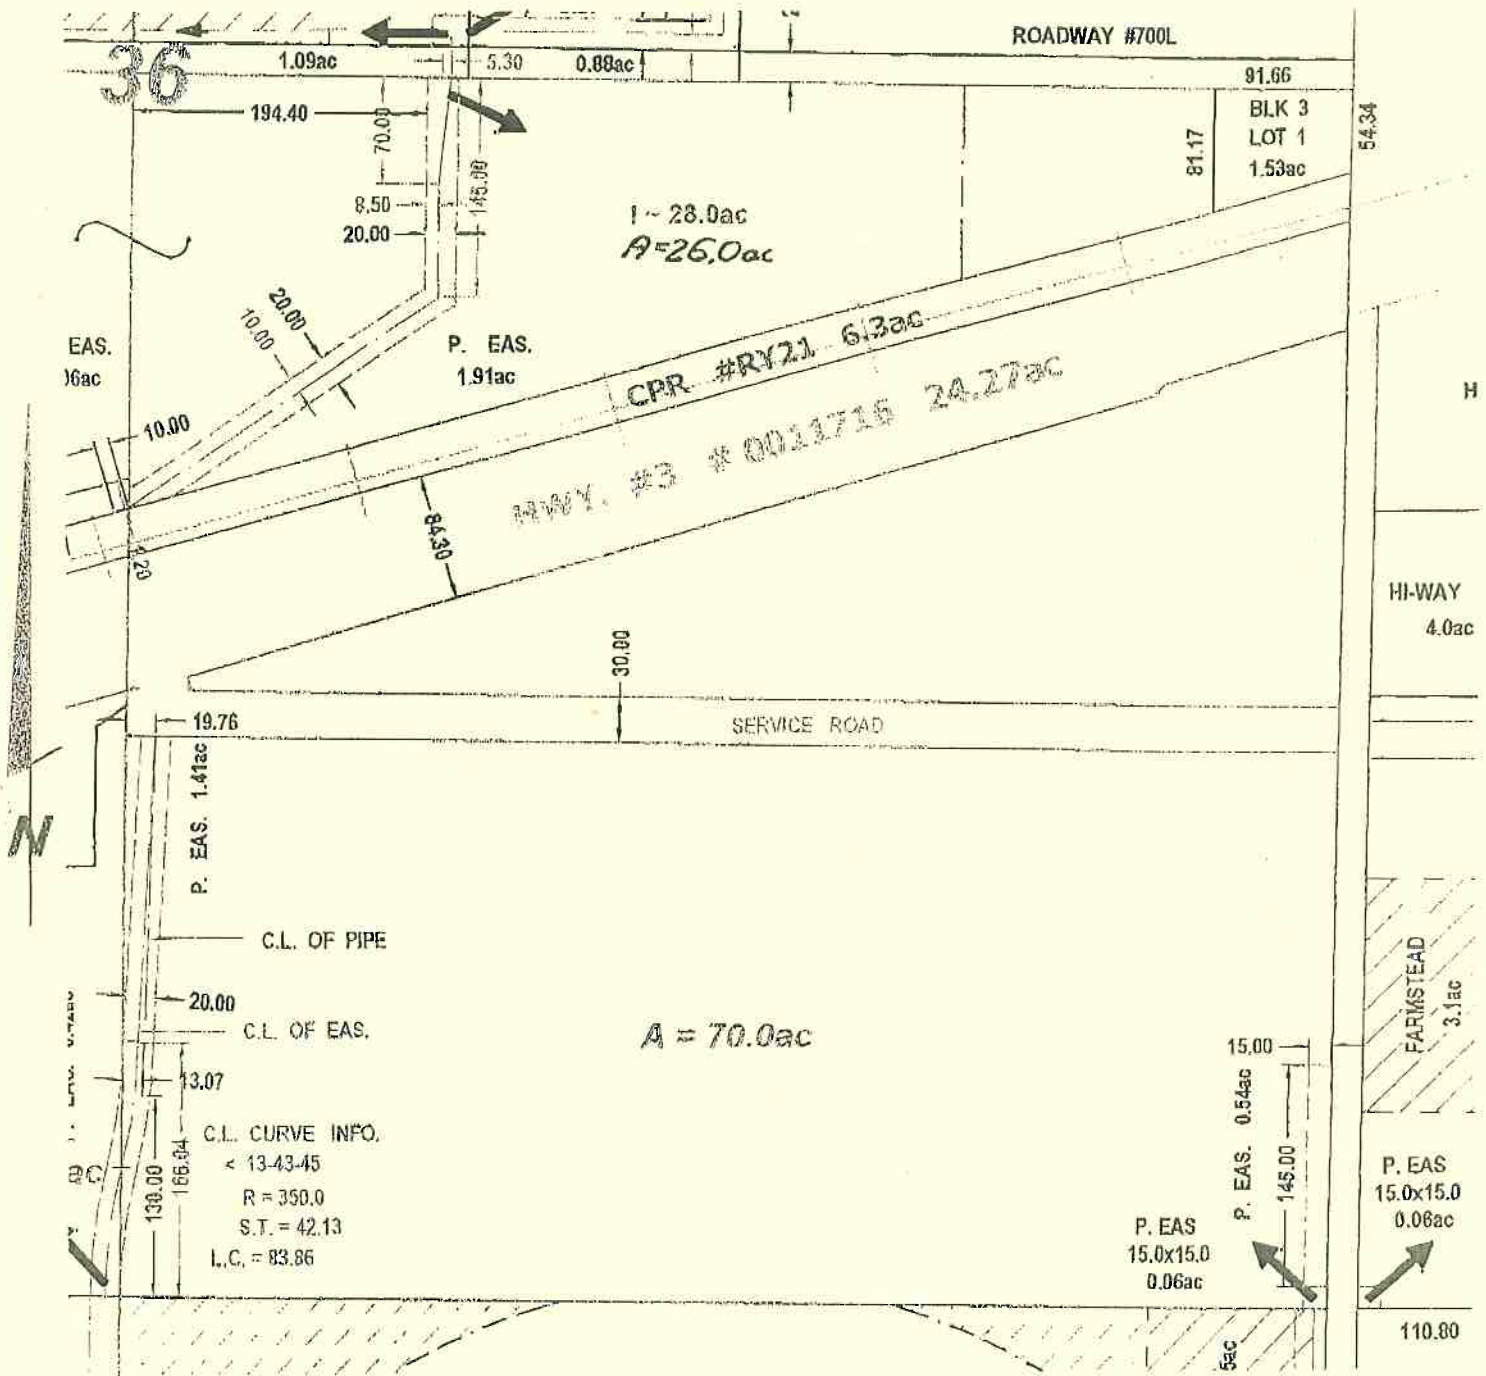 ROADWAY #700L
36
1.09ac
5.30
0.88ac
91.66
194.40
70.00
145.00
BLK 3
LOT 1
1.53ac
81.17
54.34
8.50
20.00
I ~ 28.0ac
A=26.0ac
20.00
10.00
EAS.
P. EAS.
1.91ac
10.00
CPR #RY21 6.3ac
HWY. #3 # 0011716 24.27ac
H
84.30
HI-WAY
4.0ac
30.00
19.76
SERVICE ROAD
P. EAS. 1.41ac
N
C.L. OF PIPE
20.00
C.L. OF EAS.
A = 70.0ac
FARMSTEAD
3.1ac
15.00
13.07
P. EAS. 0.54ac
145.00
C.L. CURVE INFO.
< 13-43-45
R = 350.0
S.T. = 42.13
L.C. = 83.86
166.04
P. EAS
15.0x15.0
0.06ac
P. EAS
15.0x15.0
0.06ac
110.80
5ac